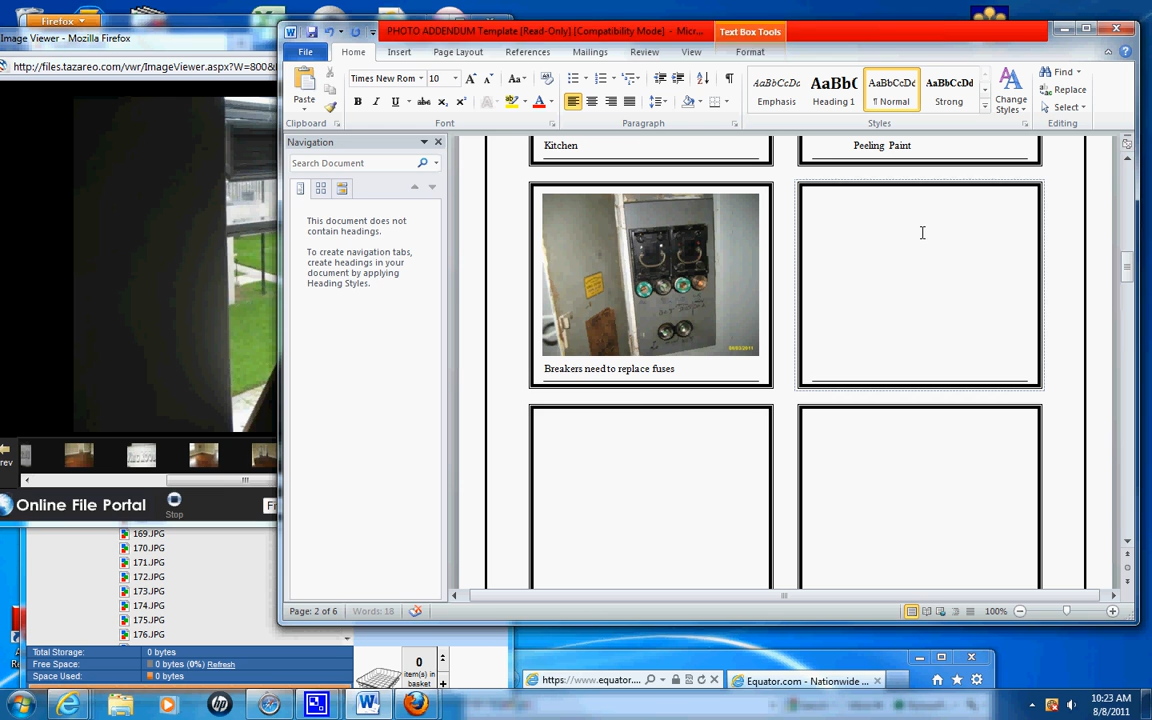 Firefox
Image Viewer - Mozilla Firefox
http://files.tazareo.com/vwr/ImageViewer.aspx?W=800&
PHOTO ADDENDUM Template [Read-Only] [Compatibility Mode] - Micr...
Text Box Tools
File
Home
Insert
Page Layout
References
Mailings
Review
View
Format
Paste
Times New Rom
10
Clipboard
Font
Paragraph
AaBbCcDc
AaBb(
AaBbCcDc
AaBbCcDc
Emphasis
Heading 1
¶ Normal
Strong
Change
Styles
Styles
Find
Replace
Select
Editing
Navigation
Search Document
This document does not
contain headings.
To create navigation tabs,
create headings in your
document by applying
Heading Styles.
Kitchen
Peeling Paint
Breakers need to replace fuses
rev
Online File Portal
Stop
Fi
169.JPG
170.JPG
171.JPG
172.JPG
173.JPG
174.JPG
175.JPG
176.JPG
Total Storage: 0 bytes
Free Space: 0 bytes (0%) Refresh
Space Used: 0 bytes
0
item(s) in
basket
Page: 2 of 6
Words: 18
100%
https://www.equator....
Equator.com - Nationwide ...
10:23 AM
8/8/2011